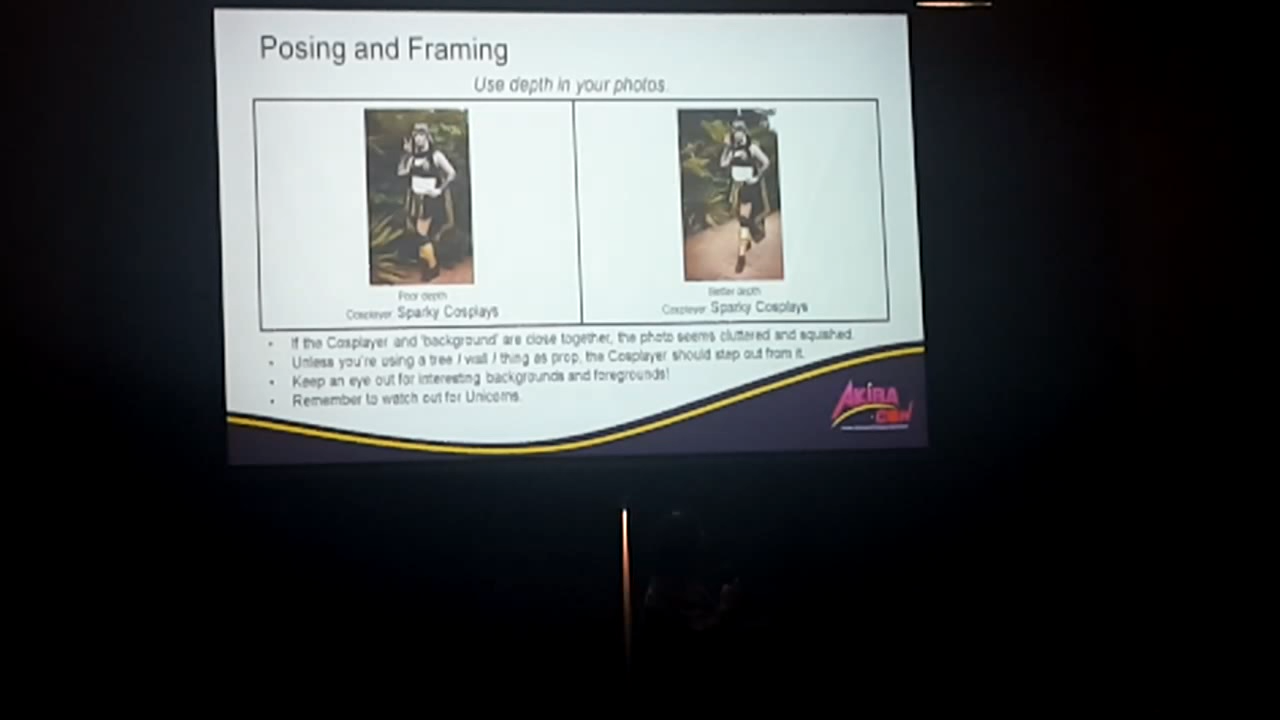 Posing and Framing
Use depth in your photos.
Poor depth
Cosplayer Sparky Cosplays
Better depth
Cosplayer Sparky Cosplays
• If the Cosplayer and 'background' are close together, the photo seems cluttered and squished.
• Unless you're using a tree / wall / thing as prop, the Cosplayer should step out from it.
• Keep an eye out for interesting backgrounds and foregrounds!
• Remember to watch out for Unicorns.
AKIRA
CON